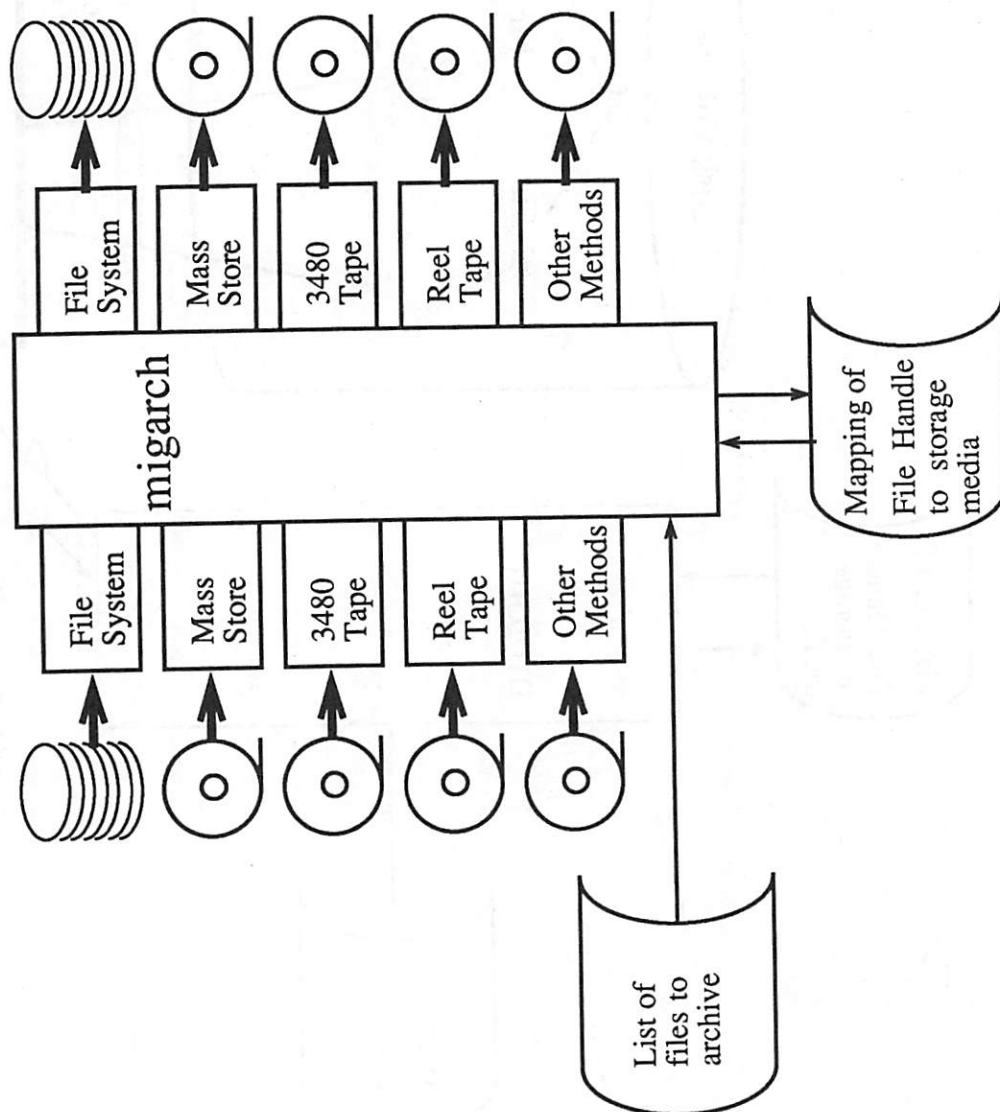 File
System
Mass
Store
3480
Tape
Reel
Tape
Other
Methods
migarch
File
System
Mass
Store
3480
Tape
Reel
Tape
Other
Methods
List of
files to
archive
Mapping of
File Handle
to storage
media